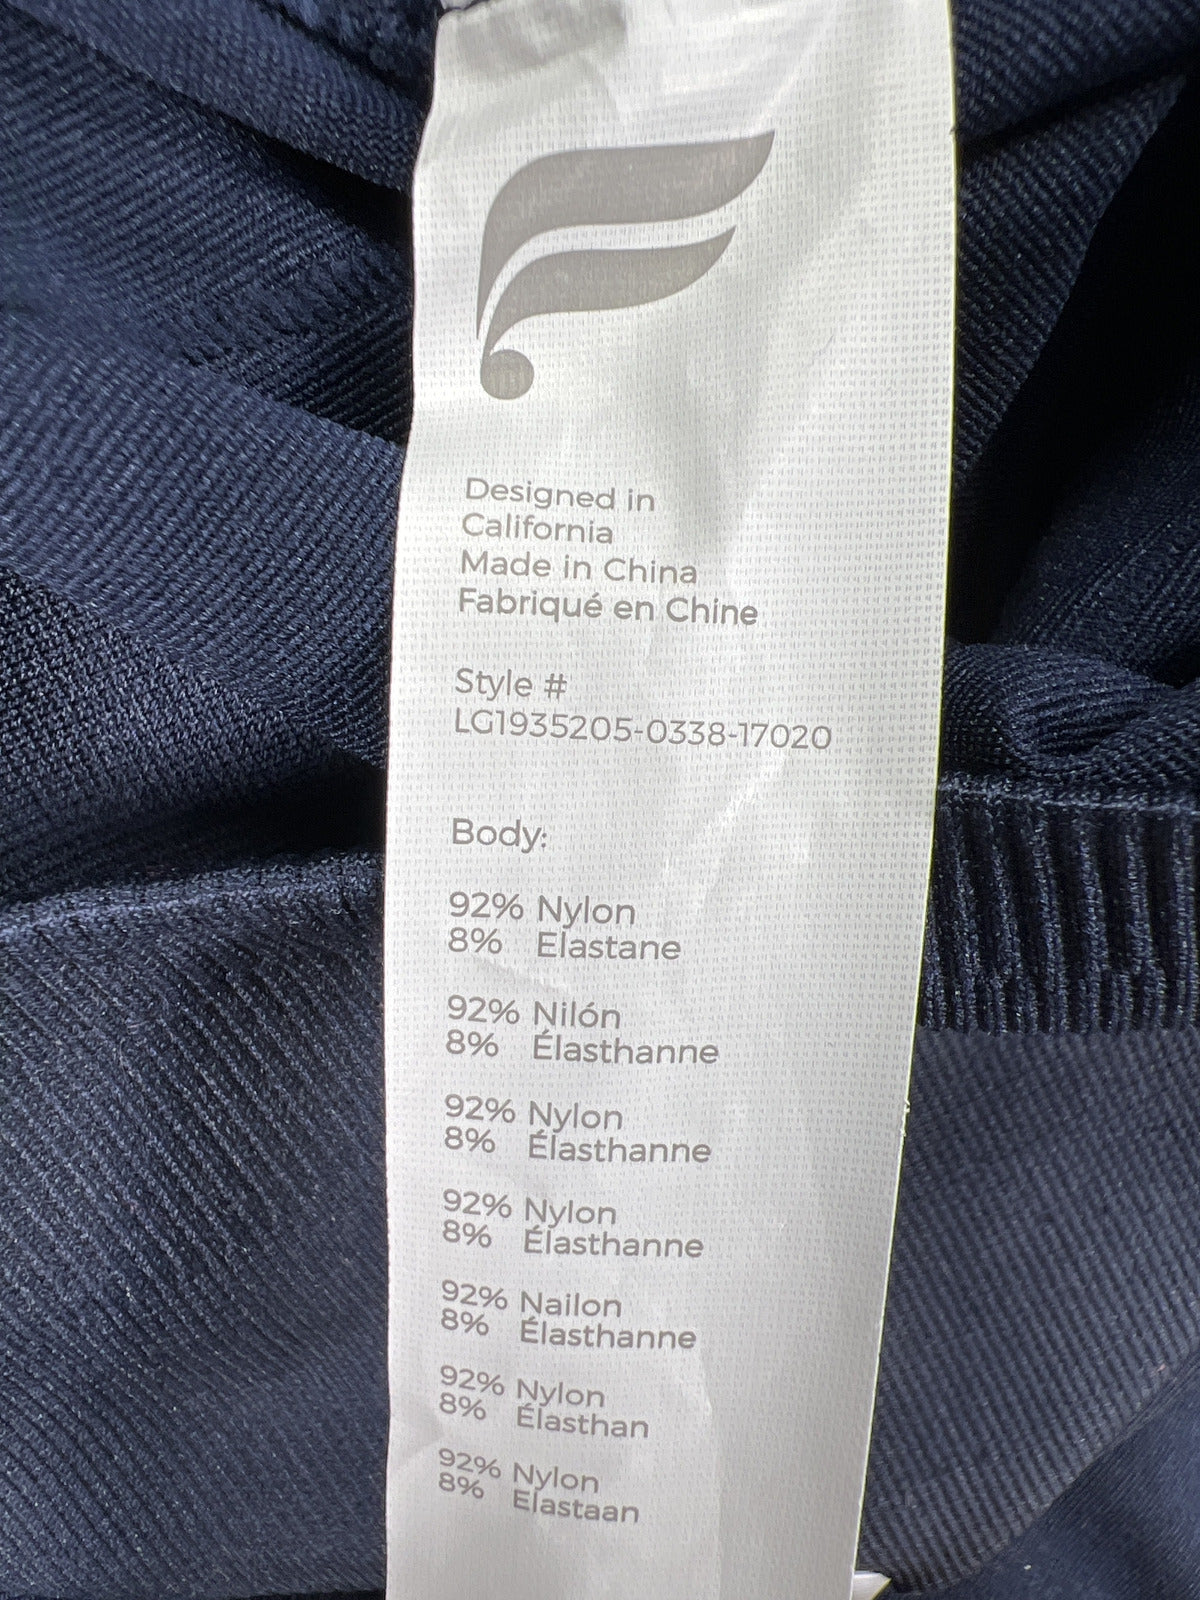 Designed in
California
Made in China
Fabriqué en Chine
Style #
LG1935205-0338-17020
Body:
92% Nylon
8% Elastane
92% Nilón
8% Élasthanne
92% Nylon
8% Élasthanne
92% Nylon
8% Élasthanne
92% Nailon
8% Élasthanne
92% Nylon
8% Élasthan
92% Nylon
8% Elastaan